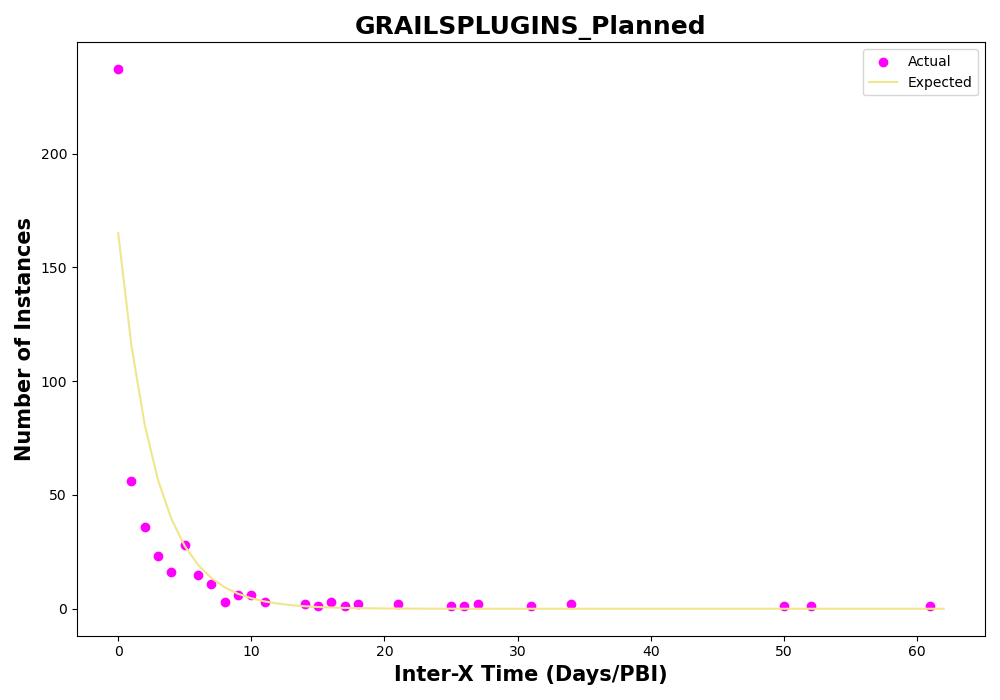 GRAILSPLUGINS_Planned
Actual
Expected
Number of Instances
200
150
100
50
0
0 10 20 30 40 50 60
Inter-X Time (Days/PBI)